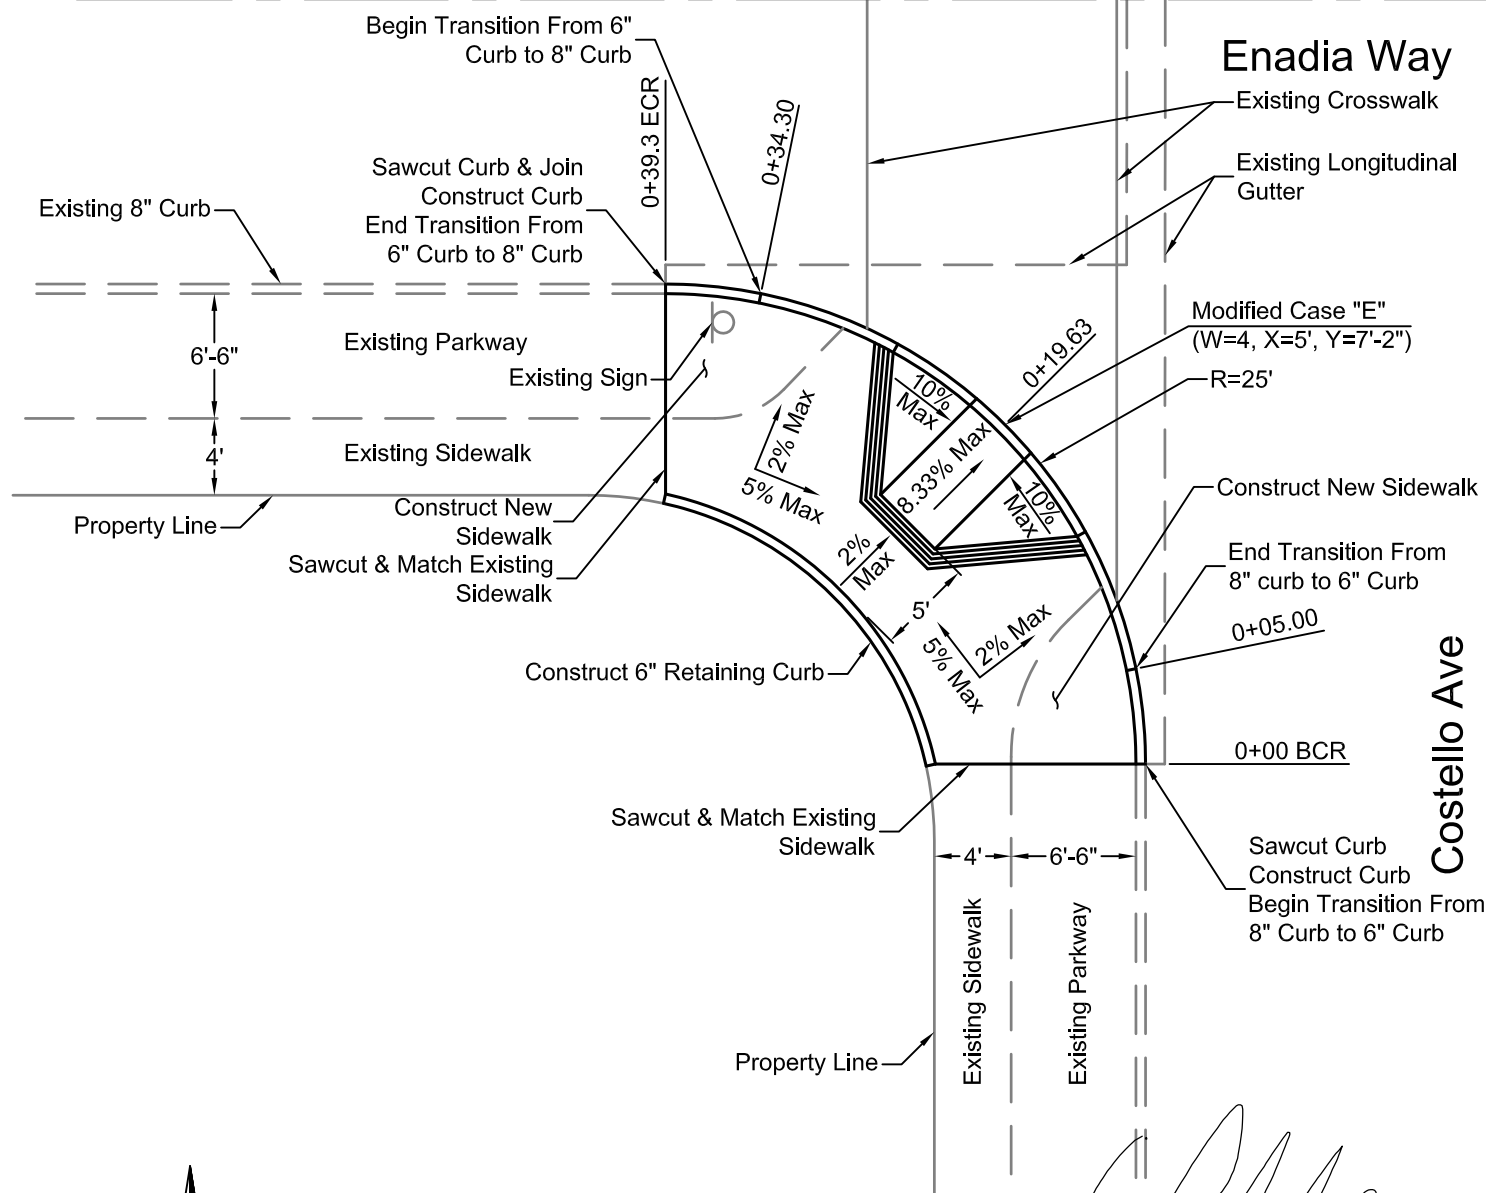 Begin Transition From 6"
Curb to 8" Curb
Enadia Way
Existing Crosswalk
0+39.3 ECR
0+34.30
Sawcut Curb & Join
Construct Curb
End Transition From
6" Curb to 8" Curb
Existing Longitudinal
Gutter
Existing 8" Curb
Modified Case "E"
(W=4, X=5', Y=7'-2")
0+19.63
R=25'
6'-6"
Existing Parkway
Existing Sign
10%
Max
2% Max
5% Max
8.33% Max
10%
Max
4'
Existing Sidewalk
Property Line
Construct New
Sidewalk
Construct New Sidewalk
Sawcut & Match Existing
Sidewalk
2%
Max
End Transition From
8" curb to 6" Curb
5'
0+05.00
5% Max
2% Max
Construct 6" Retaining Curb
Costello Ave
0+00 BCR
Sawcut & Match Existing
Sidewalk
4'
6'-6"
Sawcut Curb
Construct Curb
Begin Transition From
8" Curb to 6" Curb
Existing Sidewalk
Existing Parkway
Property Line